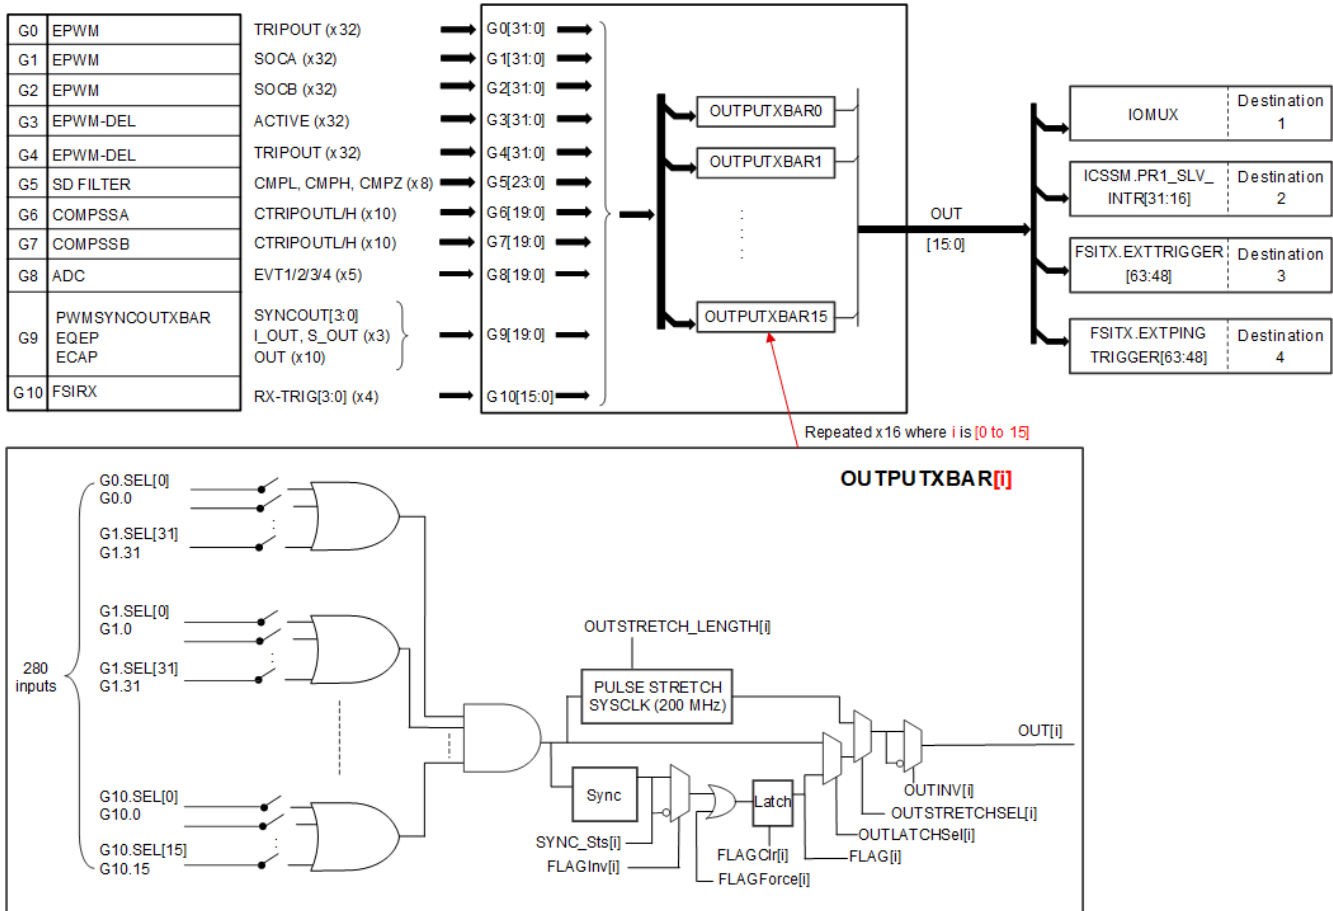 G0 EPWM TRIPOUT (x32) G0[31:0]
G1 EPWM SOCA (x32) G1[31:0]
G2 EPWM SOCB (x32) G2[31:0]
G3 EPWM-DEL ACTIVE (x32) G3[31:0]
G4 EPWM-DEL TRIPOUT (x32) G4[31:0]
G5 SD FILTER CMPL, CMPH, CMPZ (x8) G5[23:0]
G6 COMPSSA CTRIPOUTL/H (x10) G6[19:0]
G7 COMPSSB CTRIPOUTL/H (x10) G7[19:0]
G8 ADC EVT1/2/3/4 (x5) G8[19:0]
G9
PWMSYNCOUTXBAR
EQEP
ECAP
SYNCOUT[3:0]
I_OUT, S_OUT (x3)
OUT (x10)
G9[19:0]
G10 FSIRX RX-TRIG[3:0] (x4) G10[15:0]
OUTPUTXBAR0
OUTPUTXBAR1
OUTPUTXBAR15
OUT
[15:0]
IOMUX
Destination
1
ICSSM.PR1_SLV_
INTR[31:16]
Destination
2
FSITX.EXTTRIGGER
[63:48]
Destination
3
FSITX.EXTPING
TRIGGER[63:48]
Destination
4
Repeated x16 where i is [0 to 15]
OUTPUTXBAR[i]
280
inputs
G0.SEL[0]
G0.0
G1.SEL[31]
G1.31
G1.SEL[0]
G1.0
G1.SEL[31]
G1.31
G10.SEL[0]
G10.0
G10.SEL[15]
G10.15
OUTSTRETCH_LENGTH[i]
PULSE STRETCH
SYSCLK (200 MHz)
Sync
Latch
OUT[i]
OUTINV[i]
OUTSTRETCHSEL[i]
OUTLATCHSel[i]
SYNC_Sts[i]
FLAGInv[i]
FLAGClr[i]
FLAG[i]
FLAGForce[i]